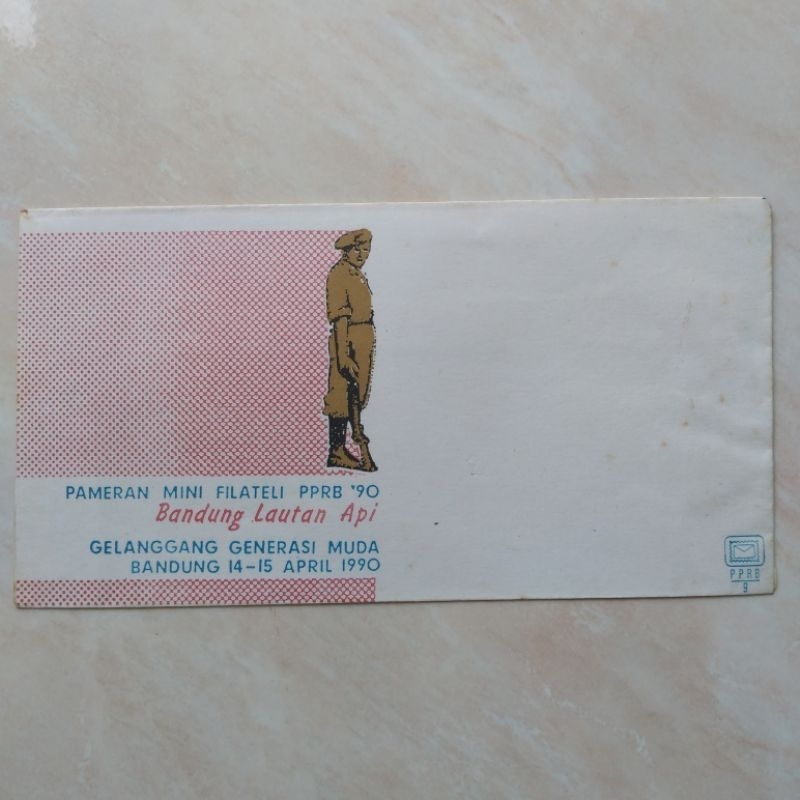 PAMERAN MINI FILATELI PPRB '90
Bandung Lautan Api
GELANGGANG GENERASI MUDA
BANDUNG 14-15 APRIL 1990
PPRB
9